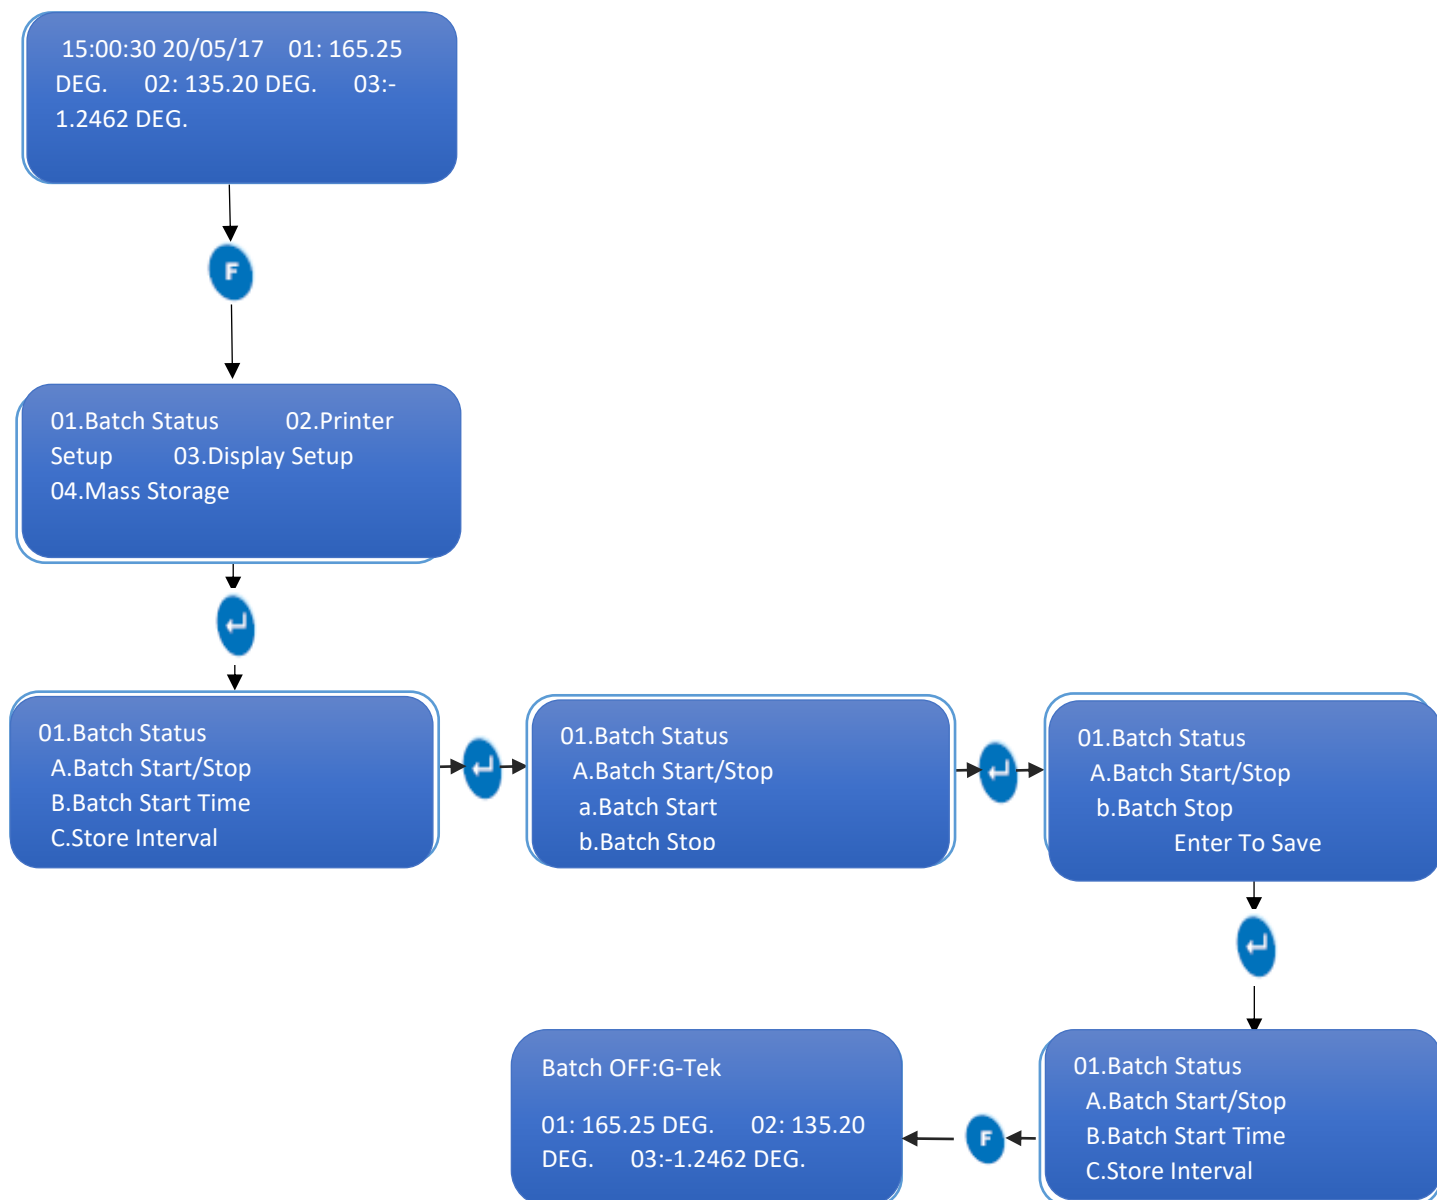 15:00:30 20/05/17 01: 165.25
DEG. 02: 135.20 DEG. 03:-
1.2462 DEG.
F
01.Batch Status 02.Printer
Setup 03.Display Setup
04.Mass Storage
01.Batch Status
A.Batch Start/Stop
B.Batch Start Time
C.Store Interval
01.Batch Status
A.Batch Start/Stop
a.Batch Start
b.Batch Stop
01.Batch Status
A.Batch Start/Stop
b.Batch Stop
Enter To Save
01.Batch Status
A.Batch Start/Stop
B.Batch Start Time
C.Store Interval
F
Batch OFF:G-Tek
01: 165.25 DEG. 02: 135.20
DEG. 03:-1.2462 DEG.